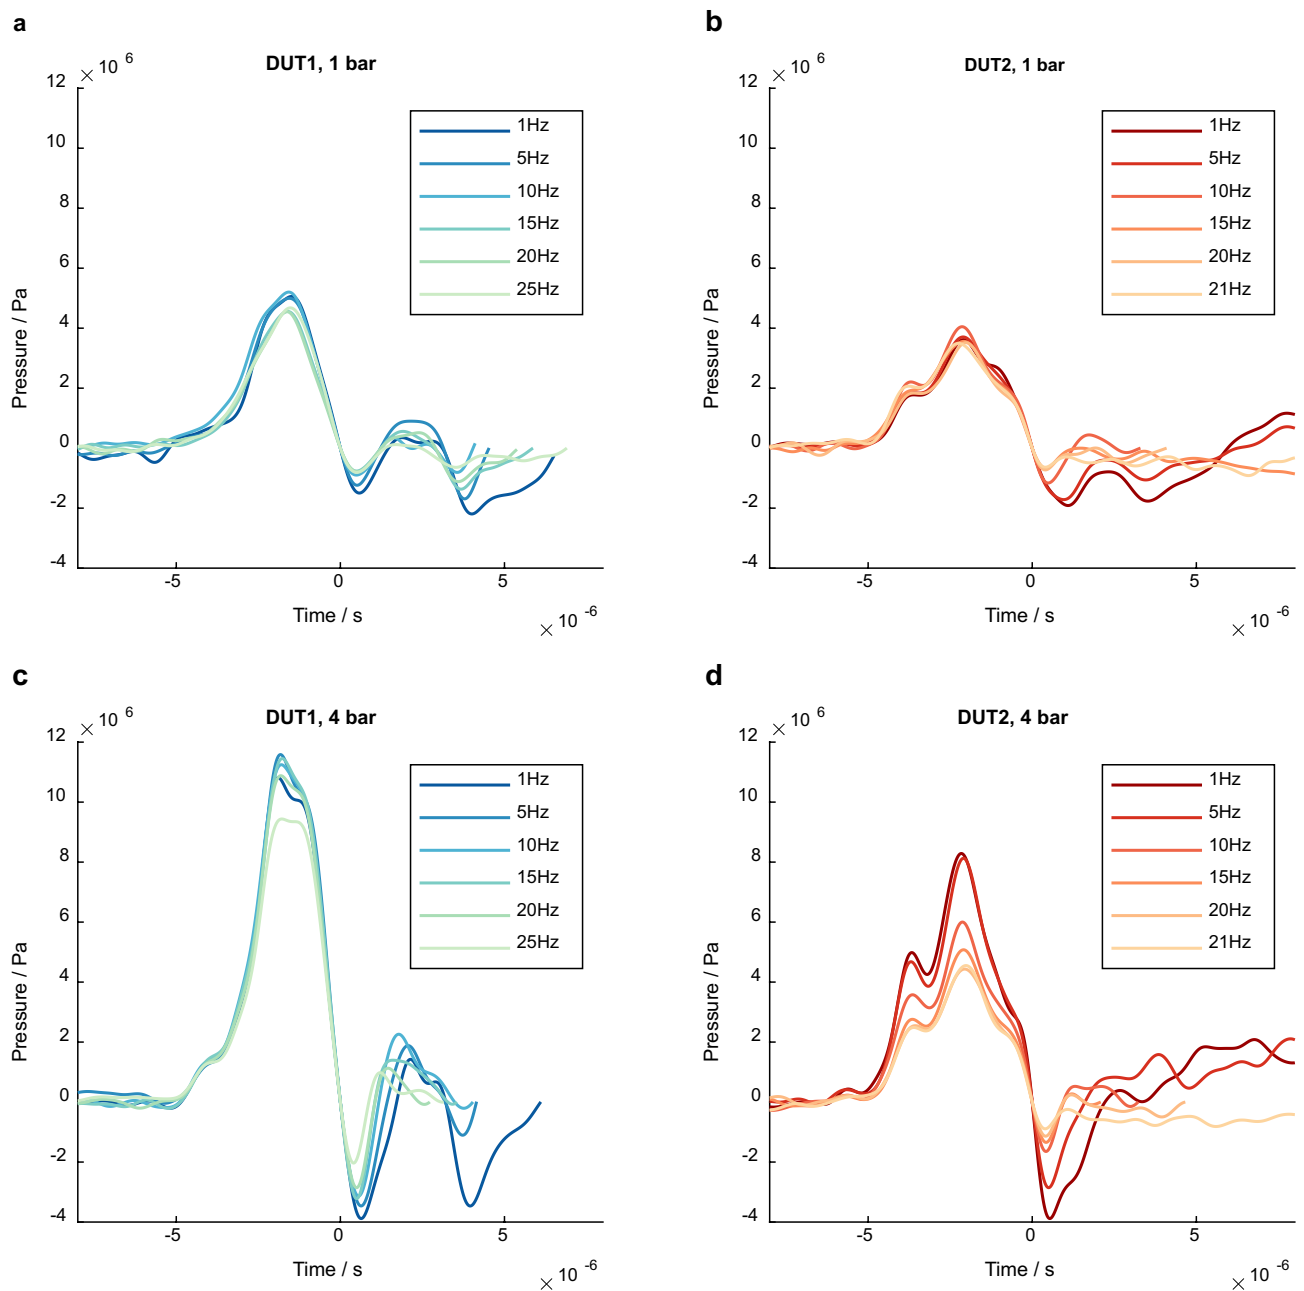 a
DUT1, 1 bar
× 10 6
12
10
8
6
4
2
0
-2
-4
Pressure / Pa
1Hz
5Hz
10Hz
15Hz
20Hz
25Hz
-5 0 5
Time / s
× 10 -6
b
DUT2, 1 bar
× 10 6
12
10
8
6
4
2
0
-2
-4
Pressure / Pa
1Hz
5Hz
10Hz
15Hz
20Hz
21Hz
-5 0 5
Time / s
× 10 -6
c
DUT1, 4 bar
× 10 6
12
10
8
6
4
2
0
-2
-4
Pressure / Pa
1Hz
5Hz
10Hz
15Hz
20Hz
25Hz
-5 0 5
Time / s
× 10 -6
d
DUT2, 4 bar
× 10 6
12
10
8
6
4
2
0
-2
-4
Pressure / Pa
1Hz
5Hz
10Hz
15Hz
20Hz
21Hz
-5 0 5
Time / s
× 10 -6